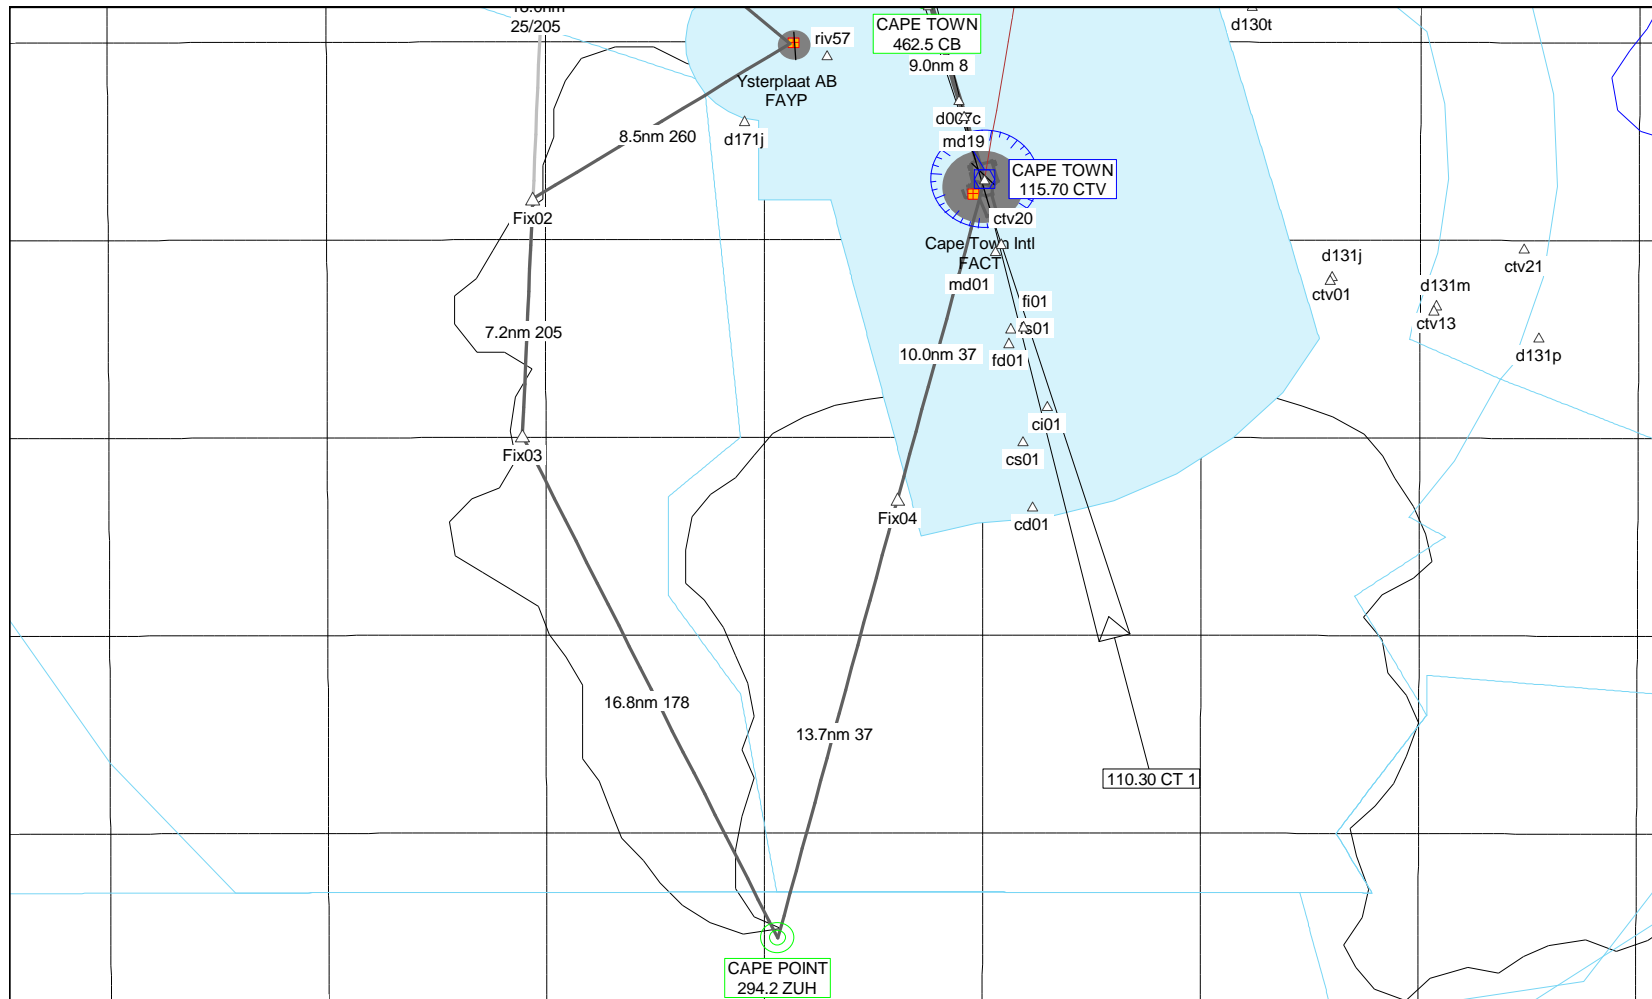 25/205
CAPE TOWN
462.5 CB
d130t
riv57
9.0nm 8
Ysterplaat AB
FAYP
8.5nm 260
d171j
d007c
md19
CAPE TOWN
115.70 CTV
Fix02
ctv20
Cape Town Intl
FACT
md01
d131j
ctv01
ctv21
d131m
ctv13
fi01
fd01
7.2nm 205
10.0nm 37
d131p
ci01
Fix03
cs01
Fix04
cd01
16.8nm 178
13.7nm 37
110.30 CT 1
CAPE POINT
294.2 ZUH